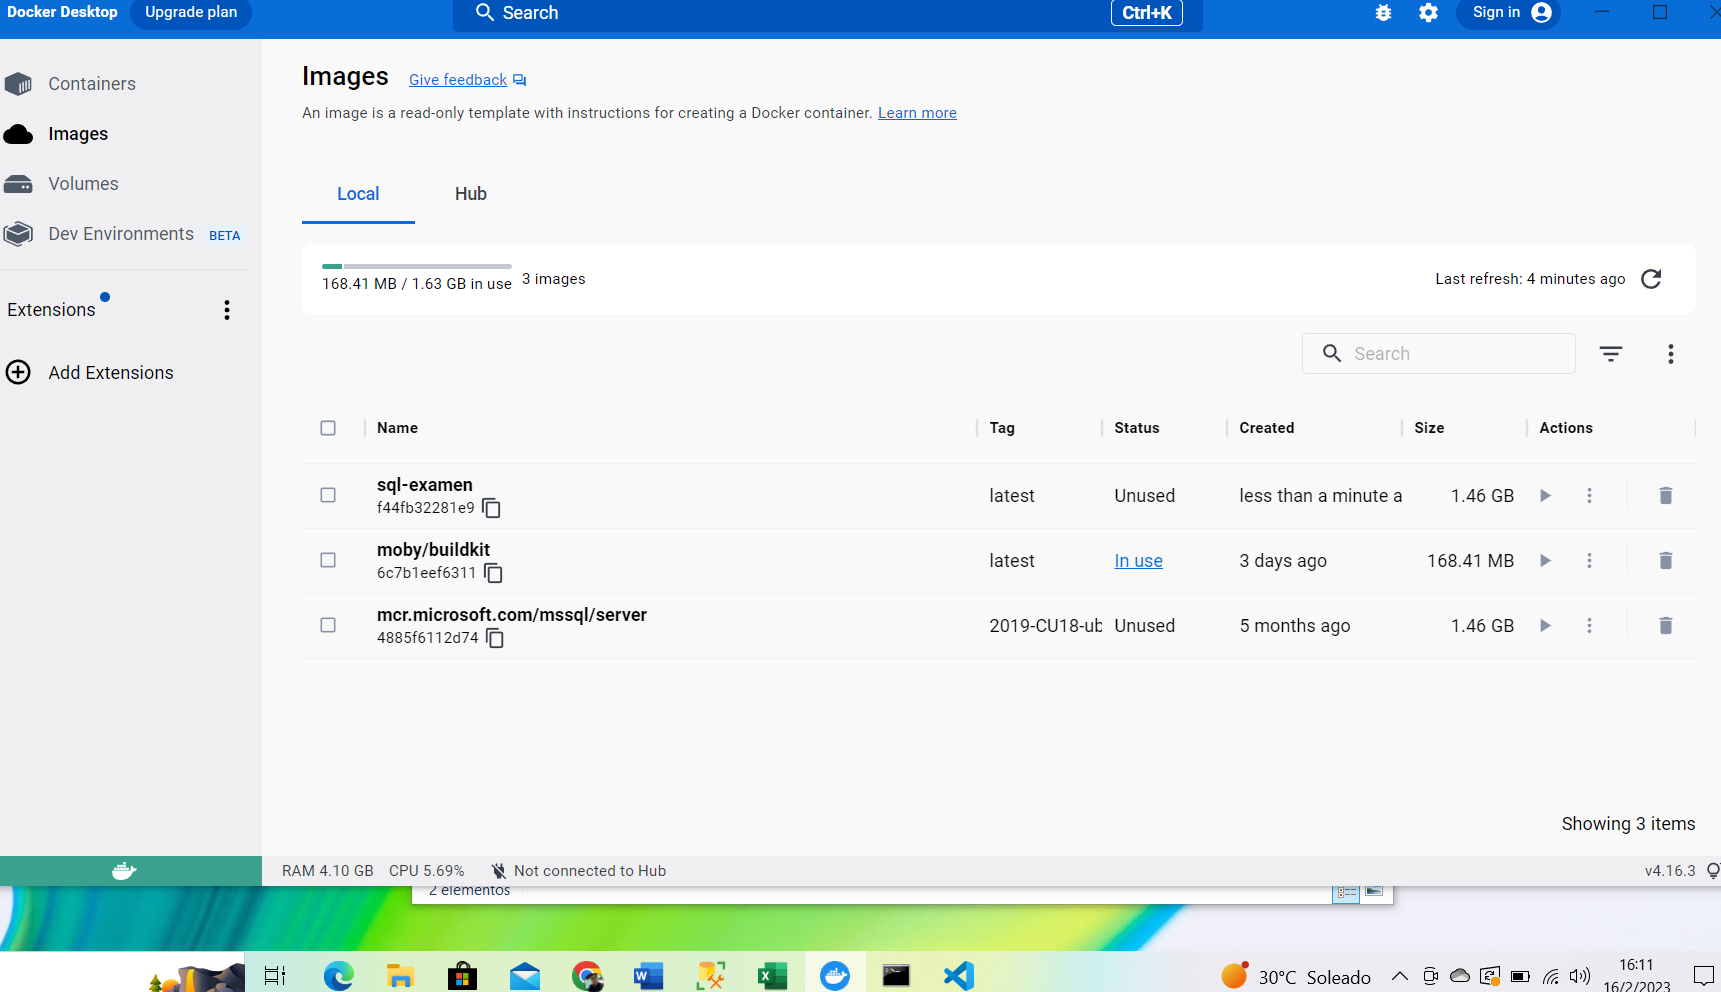 Docker Desktop Upgrade plan Search Ctrl+K Sign in
Containers
Images
Volumes
Dev Environments BETA
Extensions
Add Extensions
Images Give feedback
An image is a read-only template with instructions for creating a Docker container. Learn more
Local Hub
168.41 MB / 1.63 GB in use 3 images Last refresh: 4 minutes ago
Search
Name Tag Status Created Size Actions
sql-examen
f44fb32281e9 latest Unused less than a minute a 1.46 GB
moby/buildkit
6c7b1eef6311 latest In use 3 days ago 168.41 MB
mcr.microsoft.com/mssql/server
4885f6112d74 2019-CU18-ub Unused 5 months ago 1.46 GB
Showing 3 items
RAM 4.10 GB CPU 5.69% Not connected to Hub v4.16.3
2 elementos
30°C Soleado 16:11
16/2/2023